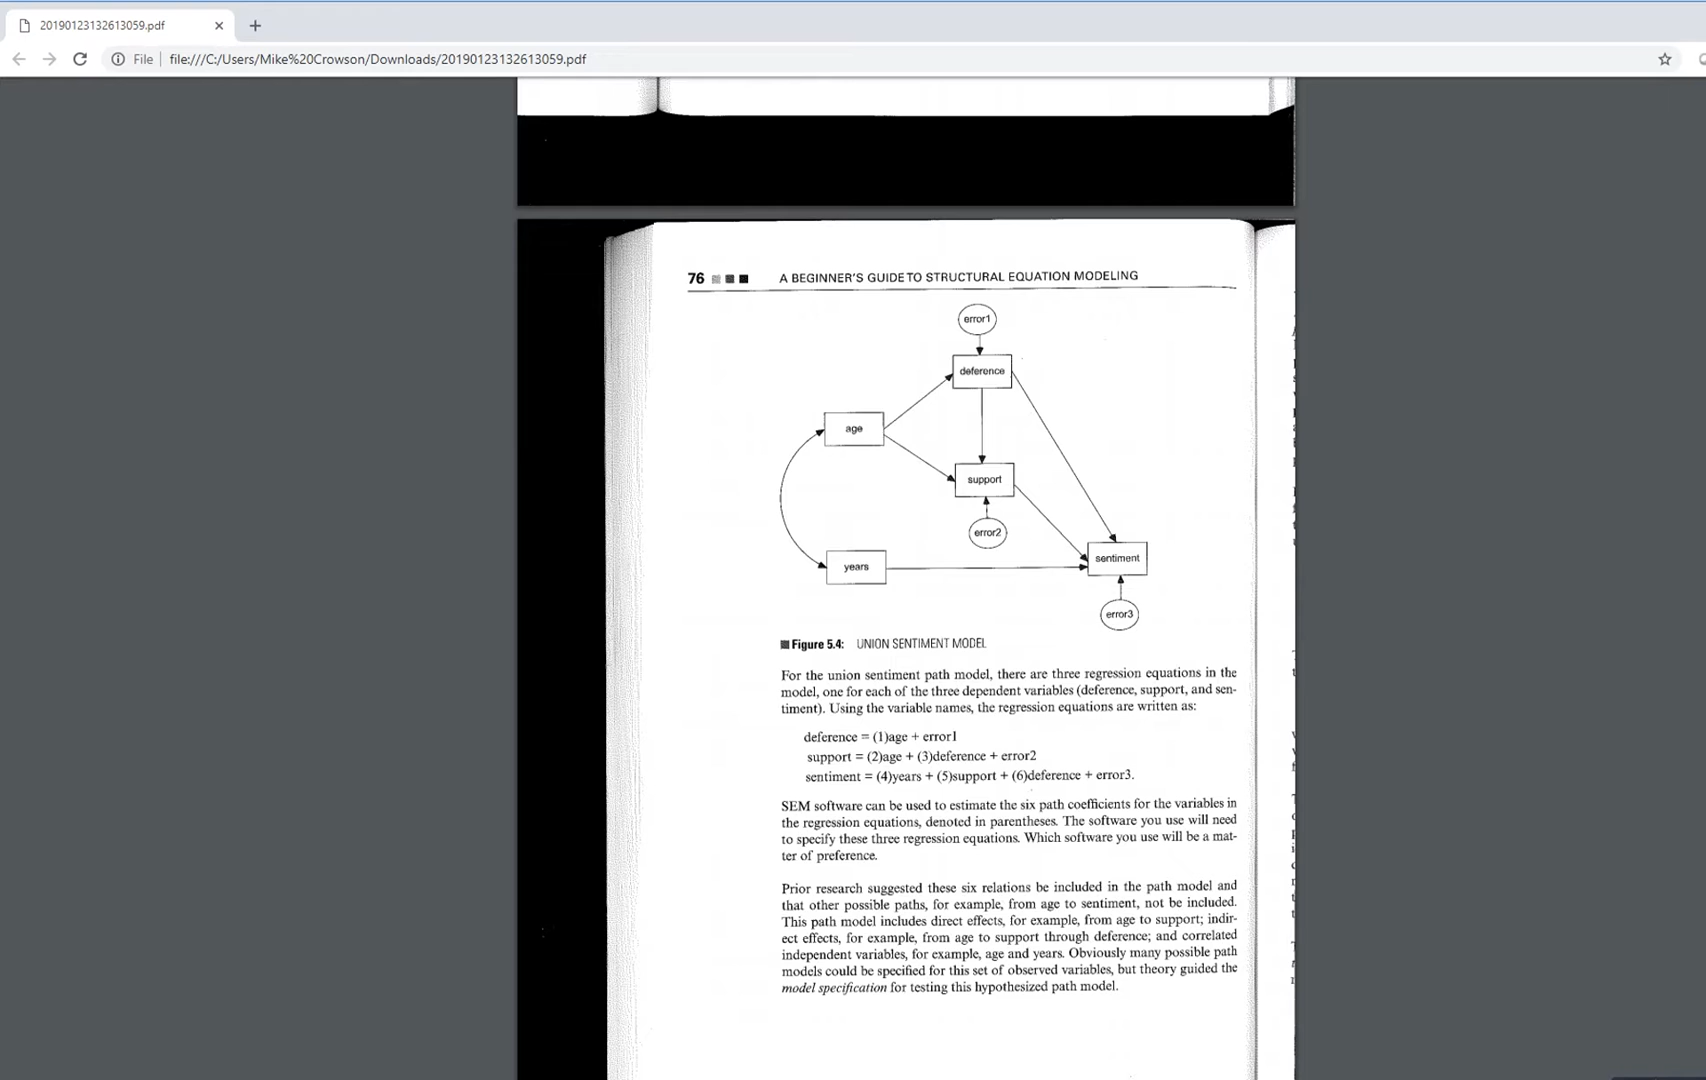 20190123132613059.pdf
File
file:///C:/Users/Mike%20Crowson/Downloads/20190123132613059.pdf
76
A BEGINNER'S GUIDE TO STRUCTURAL EQUATION MODELING
error1
deference
age
support
error2
sentiment
years
error3
Figure 5.4: UNION SENTIMENT MODEL
For the union sentiment path model, there are three regression equations in the
model, one for each of the three dependent variables (deference, support, and sen-
timent). Using the variable names, the regression equations are written as:
deference = (1)age + error1
support = (2)age + (3)deference + error2
sentiment = (4)years + (5)support + (6)deference + error3.
SEM software can be used to estimate the six path coefficients for the variables in
the regression equations, denoted in parentheses. The software you use will need
to specify these three regression equations. Which software you use will be a mat-
ter of preference.
Prior research suggested these six relations be included in the path model and
that other possible paths, for example, from age to sentiment, not be included.
This path model includes direct effects, for example, from age to support; indir-
ect effects, for example, from age to support through deference; and correlated
independent variables, for example, age and years. Obviously many possible path
models could be specified for this set of observed variables, but theory guided the
model specification for testing this hypothesized path model.